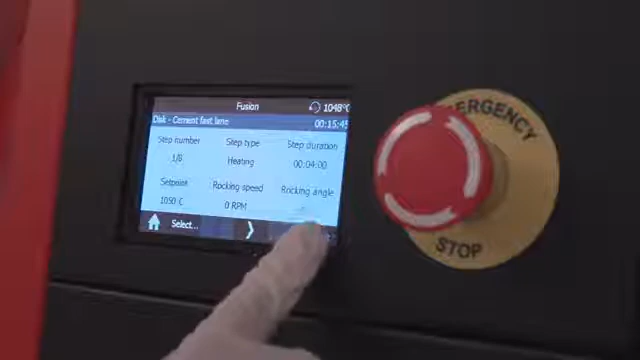 Fusion 1048°C
Disk - Cement fast lane 00:15:45
Step number Step type Step duration
1/8 Heating 00:04:00
Setpoint Rocking speed Rocking angle
1050 C 0 RPM
Select...
EMERGENCY
STOP